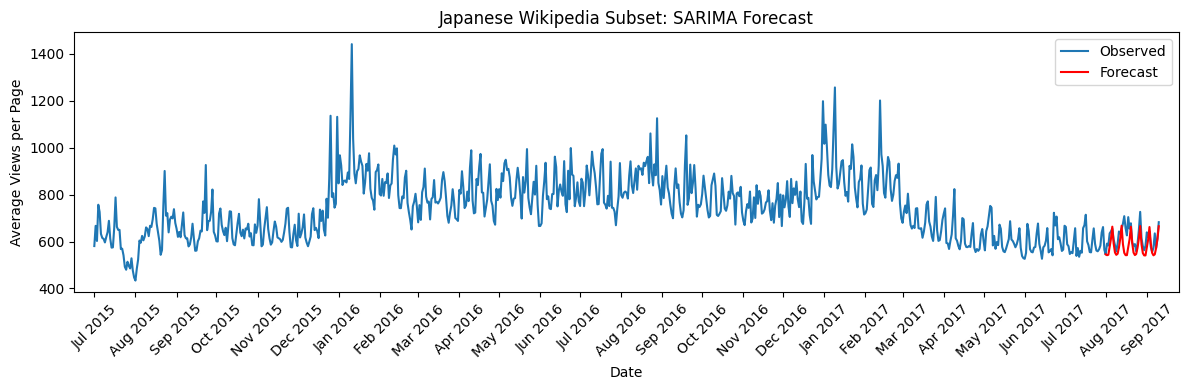 Japanese Wikipedia Subset: SARIMA Forecast
Average Views per Page
1400
1200
1000
800
600
400
Observed
Forecast
Jul 2015
Aug 2015
Sep 2015
Oct 2015
Nov 2015
Dec 2015
Jan 2016
Feb 2016
Mar 2016
Apr 2016
May 2016
Jun 2016
Jul 2016
Aug 2016
Sep 2016
Oct 2016
Nov 2016
Dec 2016
Jan 2017
Feb 2017
Mar 2017
Apr 2017
May 2017
Jun 2017
Jul 2017
Aug 2017
Sep 2017
Date